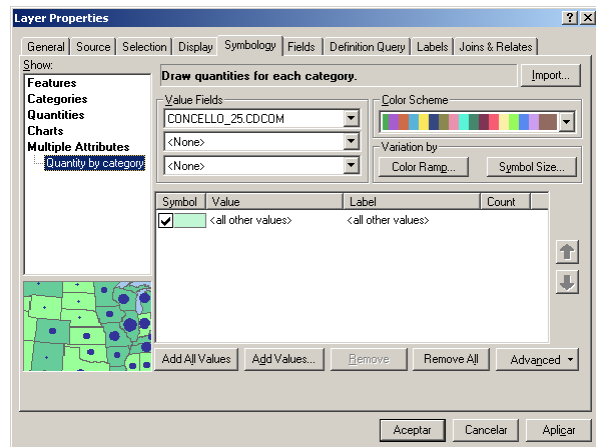 Layer Properties
General Source Selection Display Symbology Fields Definition Query Labels Joins & Relates
Show:
Features
Categories
Quantities
Charts
Multiple Attributes
Quantity by category
Draw quantities for each category.
Import...
Value Fields
CONCELLO_25.CDCOM
<None>
<None>
Color Scheme
Variation by
Color Ramp...
Symbol Size...
Symbol Value Label Count
<all other values> <all other values>
Add All Values Add Values... Remove Remove All Advanced
Aceptar Cancelar Aplicar